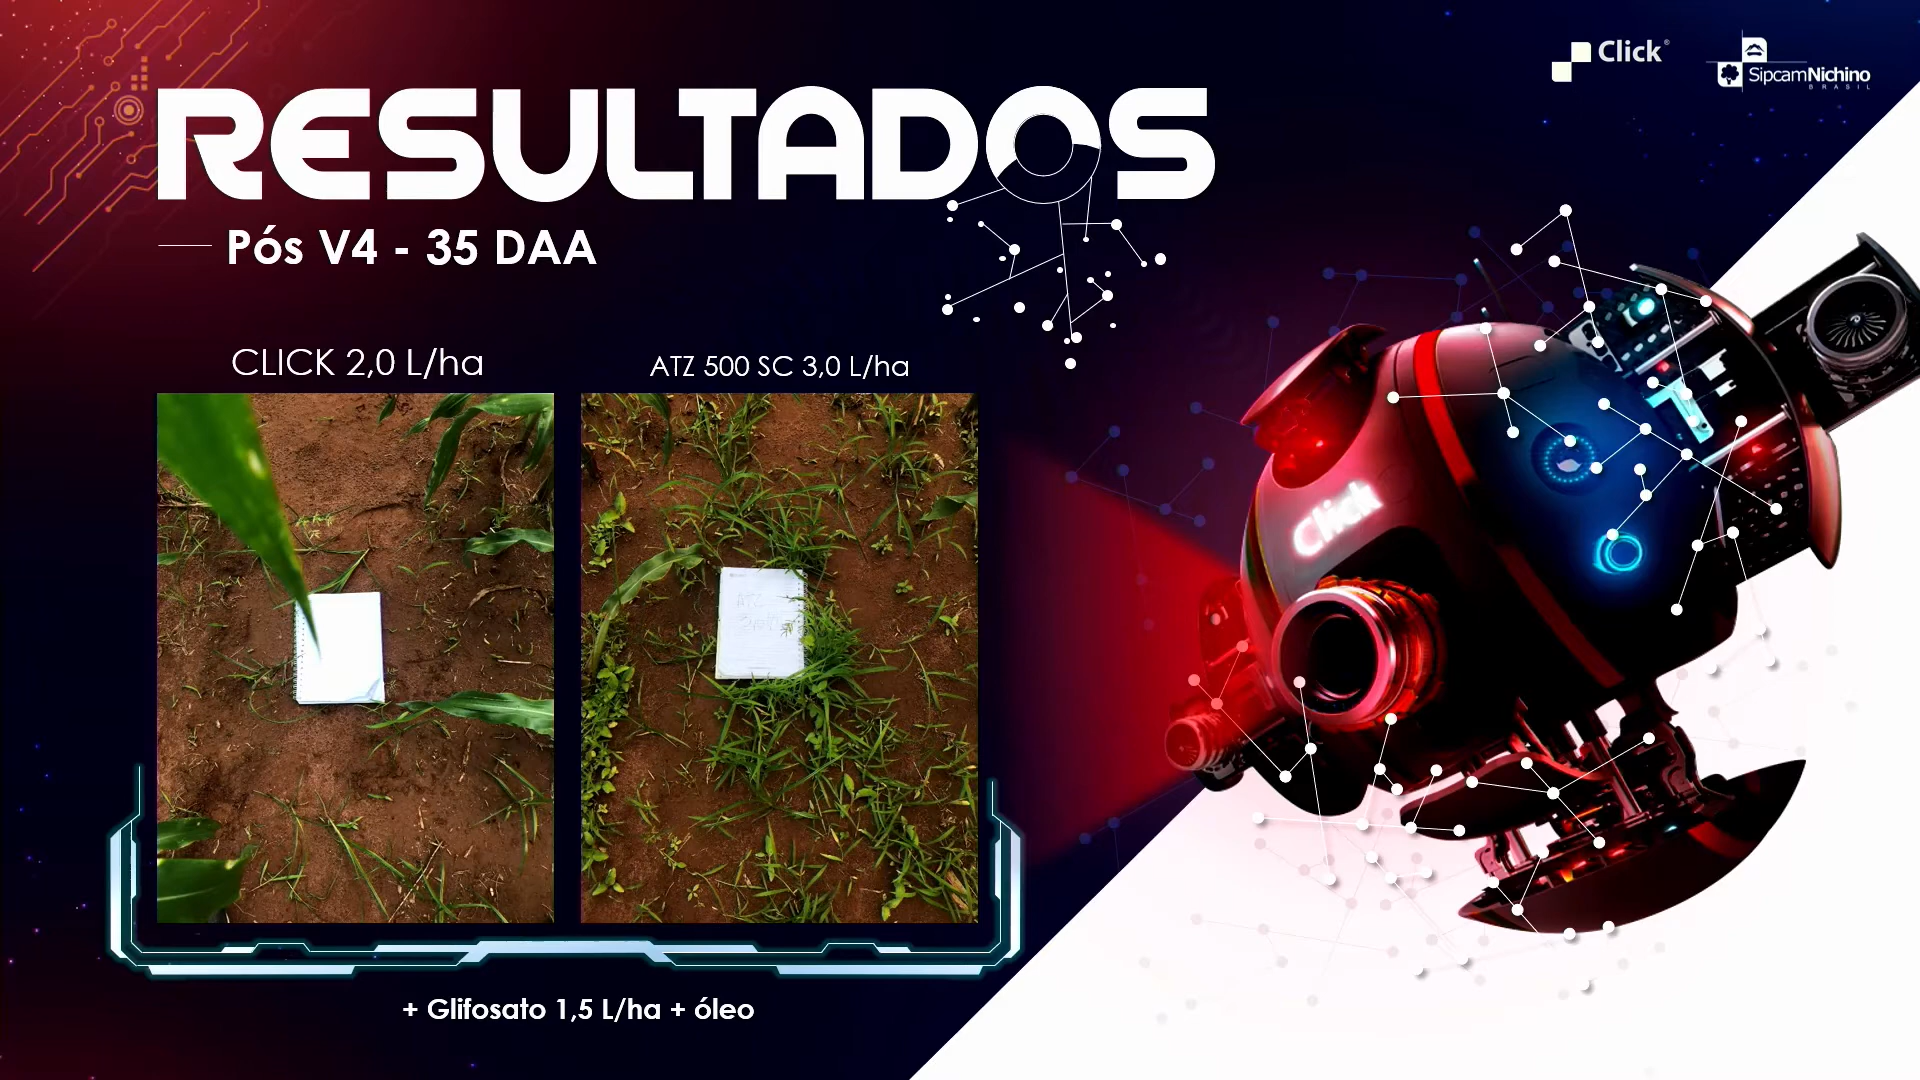 Click®
SipcamNichino
BRASIL
RESULTADOS
Pós V4 - 35 DAA
CLICK 2,0 L/ha
ATZ 500 SC 3,0 L/ha
Click
ATZ
+ Glifosato 1,5 L/ha + óleo